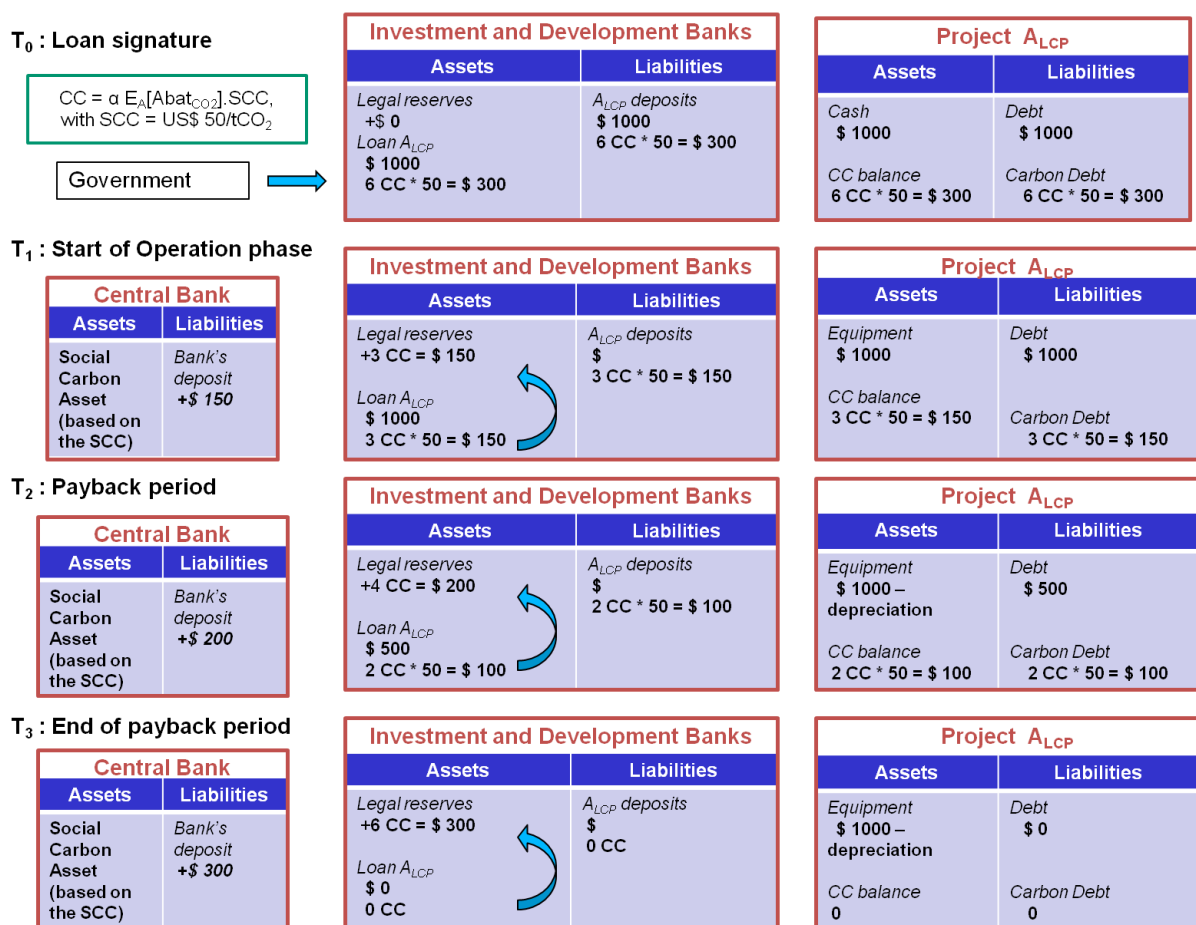 T0 : Loan signature
CC = α EA[AbatCO2].SCC,
with SCC = US$ 50/tCO2
Government
Investment and Development Banks
Assets
Liabilities
Legal reserves
+$ 0
Loan ALCP
$ 1000
6 CC * 50 = $ 300
ALCP deposits
$ 1000
6 CC * 50 = $ 300
Project ALCP
Assets
Liabilities
Cash
$ 1000
CC balance
6 CC * 50 = $ 300
Debt
$ 1000
Carbon Debt
6 CC * 50 = $ 300
T1 : Start of Operation phase
Central Bank
Assets
Liabilities
Social
Carbon
Asset
(based on
the SCC)
Bank's
deposit
+$ 150
Investment and Development Banks
Assets
Liabilities
Legal reserves
+3 CC = $ 150
Loan ALCP
$ 1000
3 CC * 50 = $ 150
ALCP deposits
$
3 CC * 50 = $ 150
Project ALCP
Assets
Liabilities
Equipment
$ 1000
CC balance
3 CC * 50 = $ 150
Debt
$ 1000
Carbon Debt
3 CC * 50 = $ 150
T2 : Payback period
Central Bank
Assets
Liabilities
Social
Carbon
Asset
(based on
the SCC)
Bank's
deposit
+$ 200
Investment and Development Banks
Assets
Liabilities
Legal reserves
+4 CC = $ 200
Loan ALCP
$ 500
2 CC * 50 = $ 100
ALCP deposits
$
2 CC * 50 = $ 100
Project ALCP
Assets
Liabilities
Equipment
$ 1000 –
depreciation
CC balance
2 CC * 50 = $ 100
Debt
$ 500
Carbon Debt
2 CC * 50 = $ 100
T3 : End of payback period
Central Bank
Assets
Liabilities
Social
Carbon
Asset
(based on
the SCC)
Bank's
deposit
+$ 300
Investment and Development Banks
Assets
Liabilities
Legal reserves
+6 CC = $ 300
Loan ALCP
$ 0
0 CC
ALCP deposits
$
0 CC
Project ALCP
Assets
Liabilities
Equipment
$ 1000 –
depreciation
CC balance
0
Debt
$ 0
Carbon Debt
0